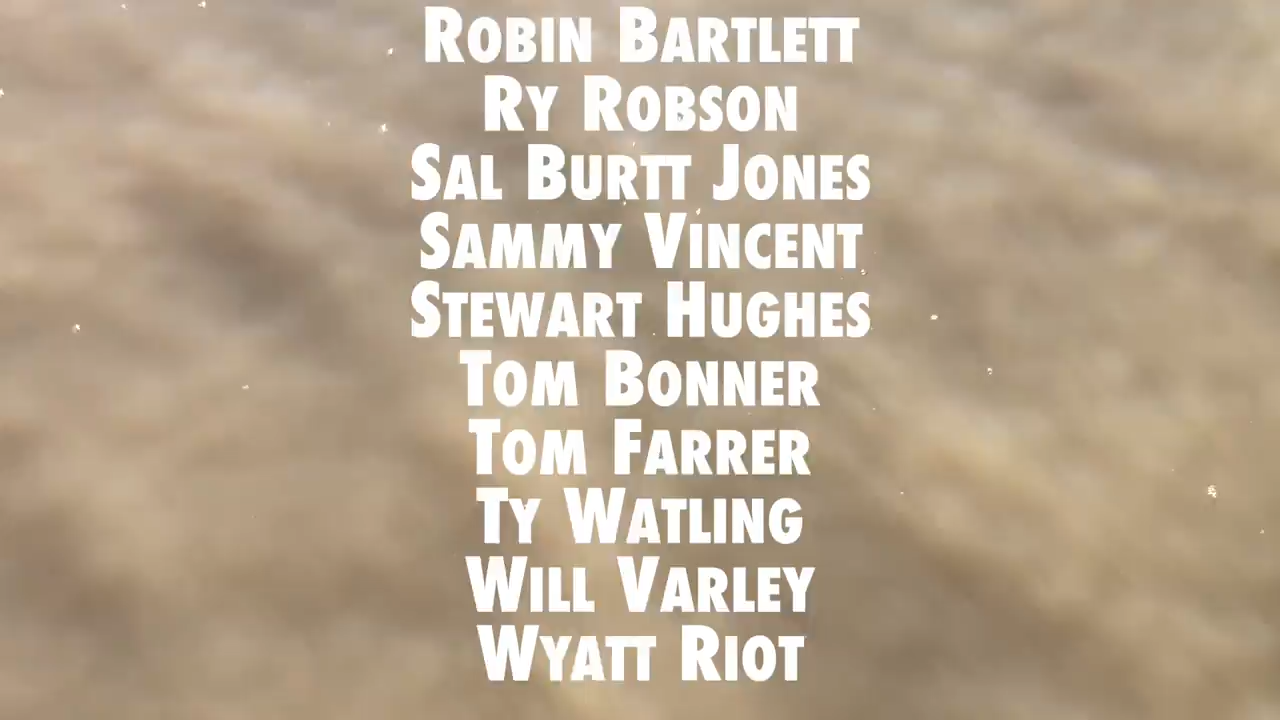 Robin Bartlett
Ry Robson
Sal Burtt Jones
Sammy Vincent
Stewart Hughes
Tom Bonner
Tom Farrer
Ty Watling
Will Varley
Wyatt Riot